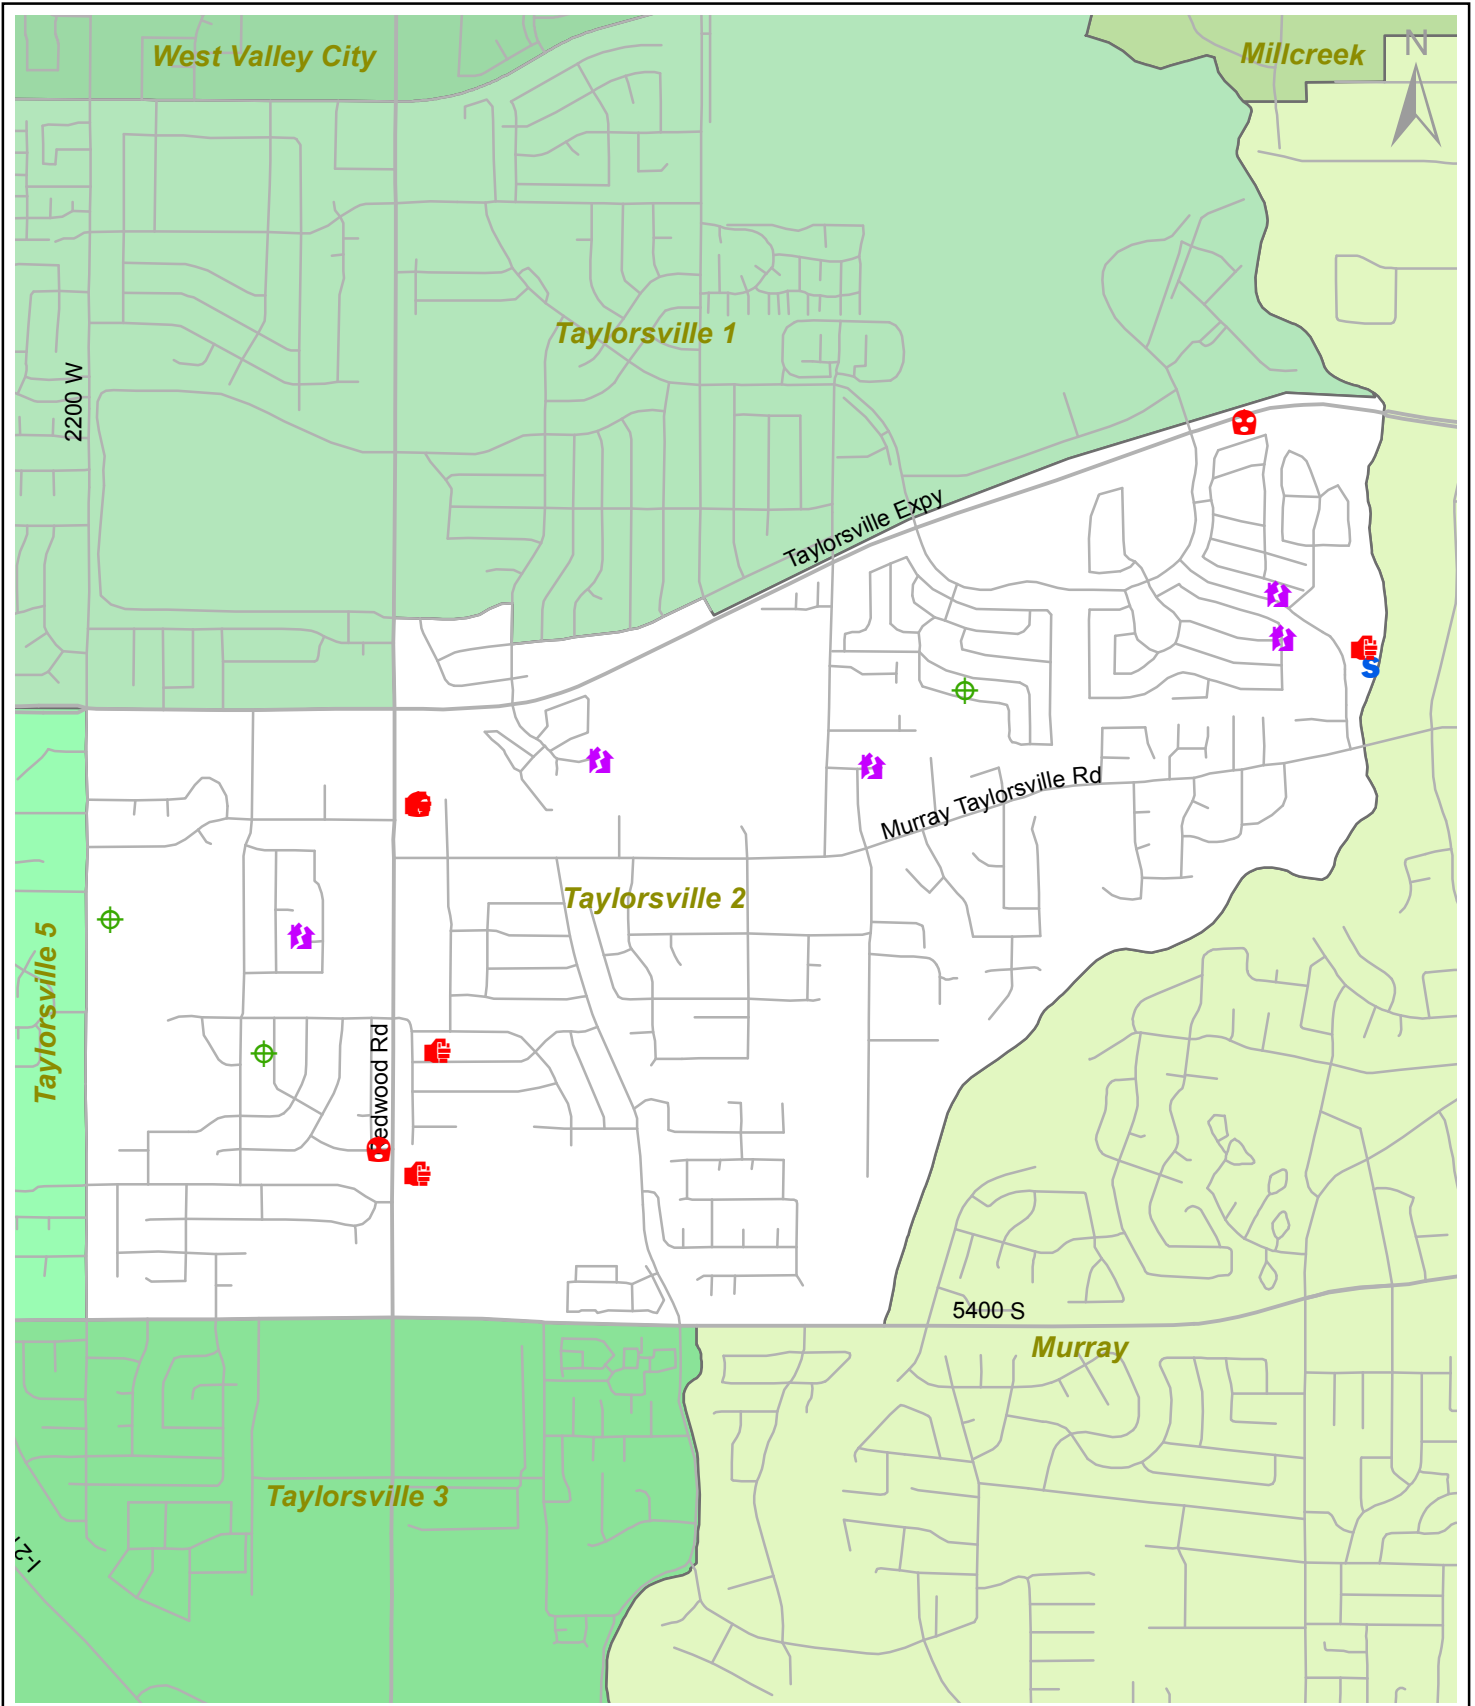 West Valley City
Millcreek
N
Taylorsville 1
2200 W
Taylorsville Expy
S
Murray Taylorsville Rd
Taylorsville 2
Taylorsville 5
edwood Rd
5400 S
Murray
Taylorsville 3
I-21